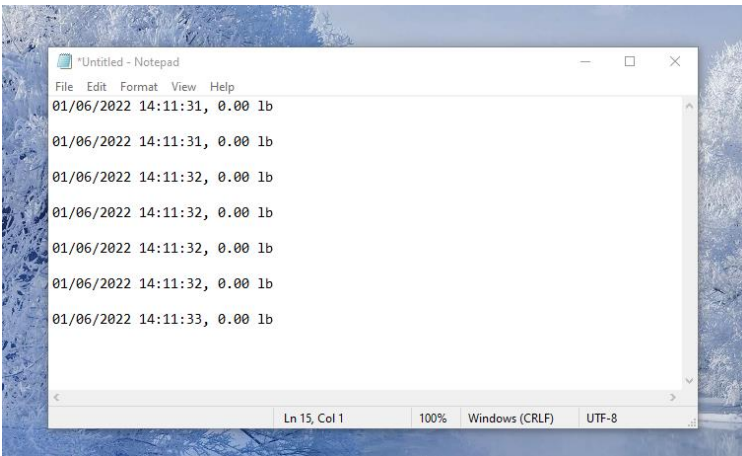 *Untitled - Notepad
File Edit Format View Help
01/06/2022 14:11:31, 0.00 lb
01/06/2022 14:11:31, 0.00 lb
01/06/2022 14:11:32, 0.00 lb
01/06/2022 14:11:32, 0.00 lb
01/06/2022 14:11:32, 0.00 lb
01/06/2022 14:11:32, 0.00 lb
01/06/2022 14:11:33, 0.00 lb
Ln 15, Col 1 100% Windows (CRLF) UTF-8